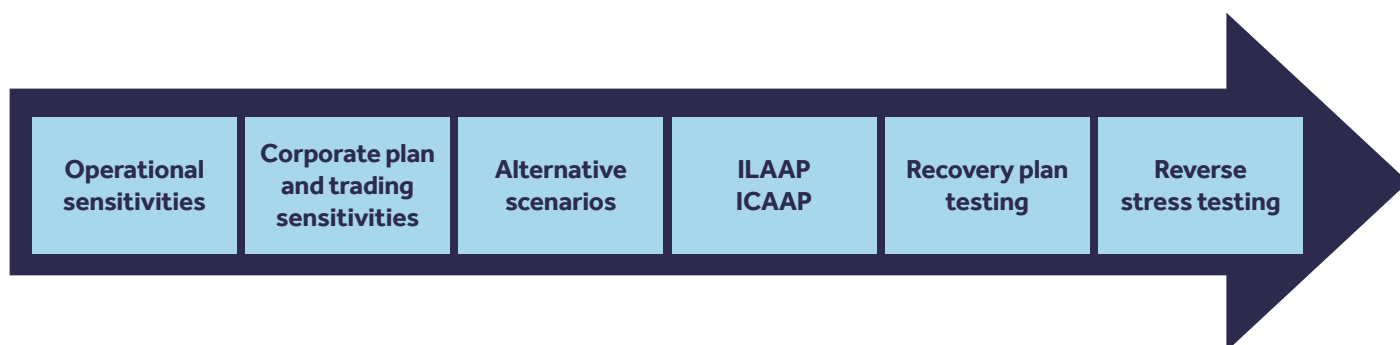 Operational
sensitivities
Corporate plan
and trading
sensitivities
Alternative
scenarios
ILAAP
ICAAP
Recovery plan
testing
Reverse
stress testing